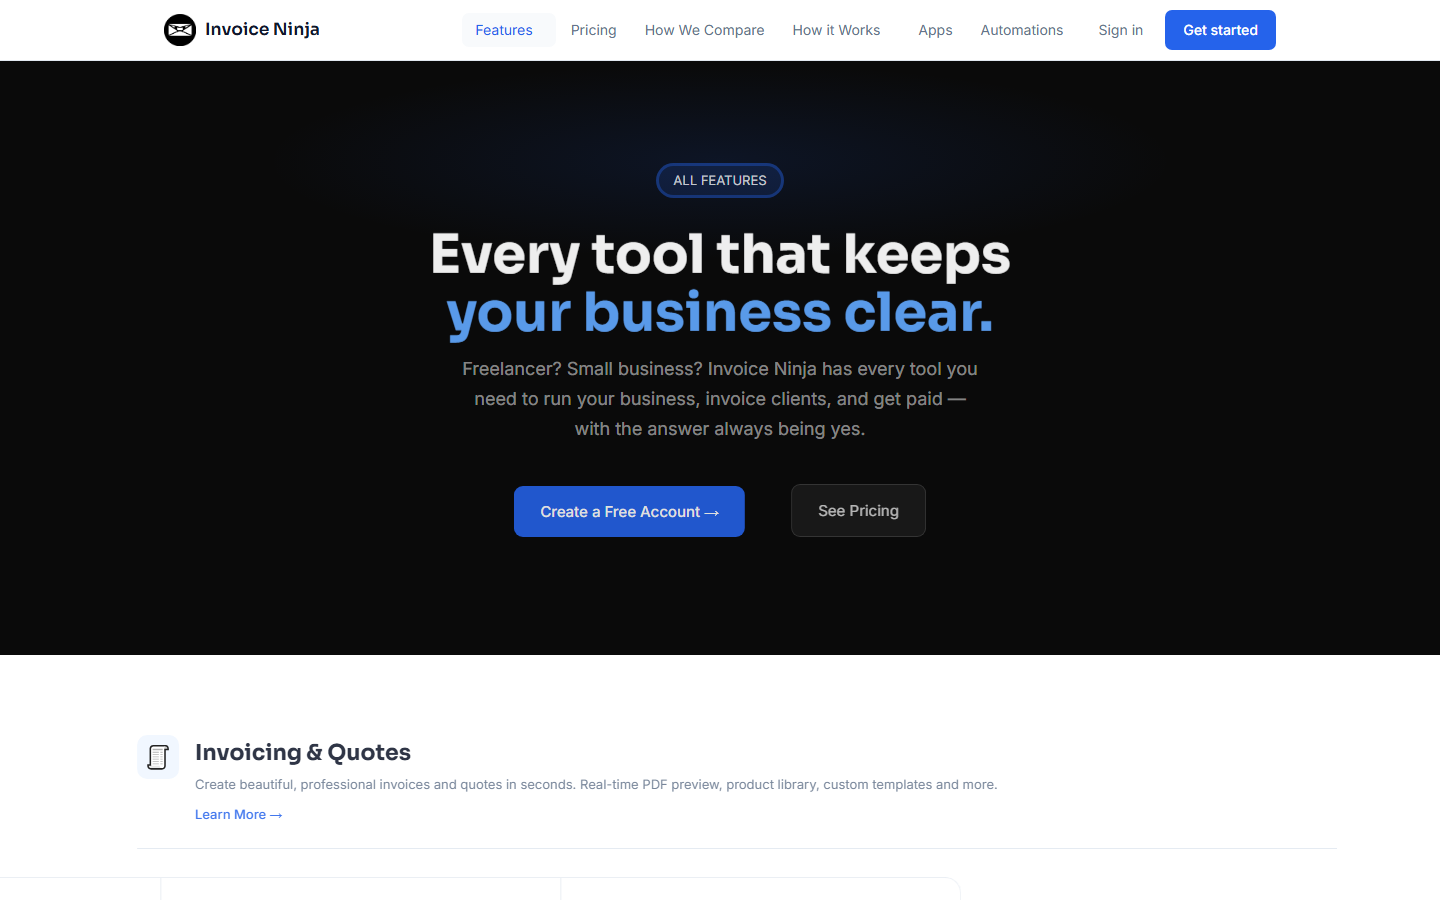 Invoice Ninja
Features
Pricing
How We Compare
How it Works
Apps
Automations
Sign in
Get started
ALL FEATURES
Every tool that keeps
your business clear.
Freelancer? Small business? Invoice Ninja has every tool you
need to run your business, invoice clients, and get paid —
with the answer always being yes.
Create a Free Account →
See Pricing
Invoicing & Quotes
Create beautiful, professional invoices and quotes in seconds. Real-time PDF preview, product library, custom templates and more.
Learn More →